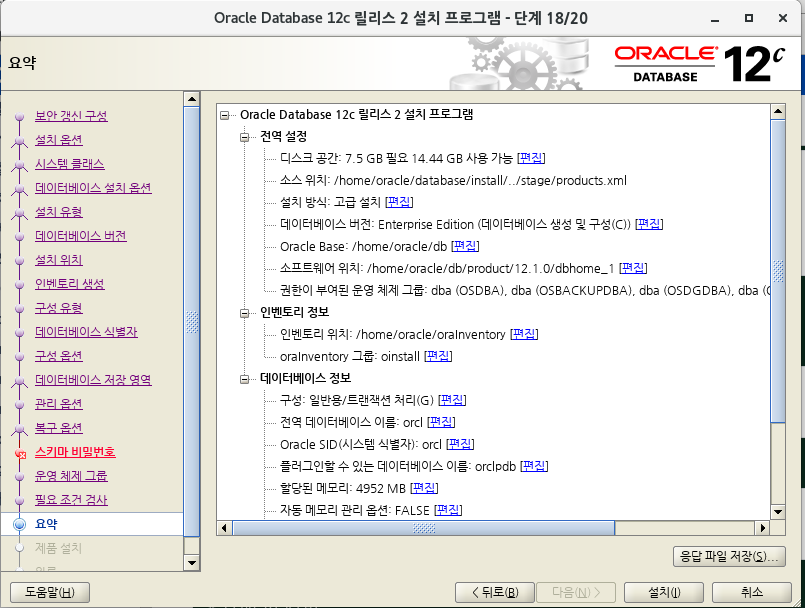 Oracle Database 12c 릴리스 2 설치 프로그램 - 단계 18/20
요약
ORACLE
DATABASE
12c
보안 갱신 구성
설치 옵션
시스템 클래스
데이터베이스 설치 옵션
설치 유형
데이터베이스 버전
설치 위치
인벤토리 생성
구성 유형
데이터베이스 식별자
구성 옵션
데이터베이스 저장 영역
관리 옵션
복구 옵션
스키마 비밀번호
운영 체제 그룹
필요 조건 검사
요약
제품 설치
Oracle Database 12c 릴리스 2 설치 프로그램
전역 설정
디스크 공간: 7.5 GB 필요 14.44 GB 사용 가능 [편집]
소스 위치: /home/oracle/database/install/../stage/products.xml
설치 방식: 고급 설치 [편집]
데이터베이스 버전: Enterprise Edition (데이터베이스 생성 및 구성(C)) [편집]
Oracle Base: /home/oracle/db [편집]
소프트웨어 위치: /home/oracle/db/product/12.1.0/dbhome_1 [편집]
권한이 부여된 운영 체제 그룹: dba (OSDBA), dba (OSBACKUPDBA), dba (OSDGDBA), dba (
인벤토리 정보
인벤토리 위치: /home/oracle/oraInventory [편집]
oraInventory 그룹: oinstall [편집]
데이터베이스 정보
구성: 일반용/트랜잭션 처리(G) [편집]
전역 데이터베이스 이름: orcl [편집]
Oracle SID(시스템 식별자): orcl [편집]
플러그인할 수 있는 데이터베이스 이름: orclpdb [편집]
할당된 메모리: 4952 MB [편집]
자동 메모리 관리 옵션: FALSE [편집]
응답 파일 저장(S)...
도움말(H)
< 뒤로(B)
다음(N) >
설치(I)
취소